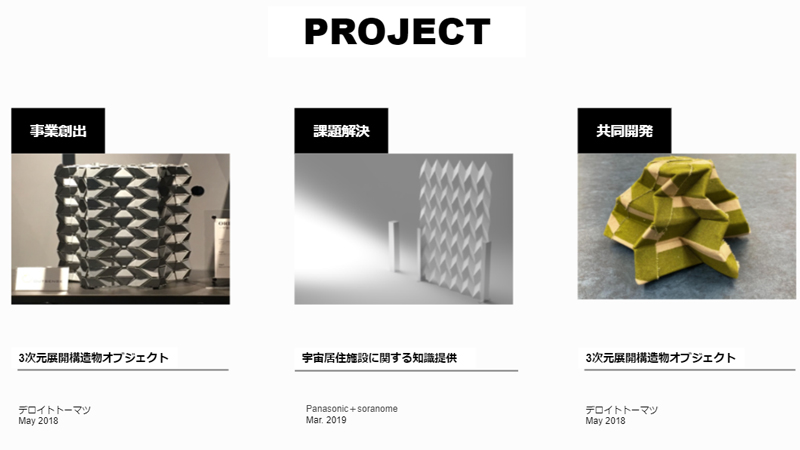 PROJECT
事業創出
3次元展開構造物オブジェクト
デロイトトーマツ
May 2018
課題解決
宇宙居住施設に関する知識提供
Panasonic＋soranome
Mar. 2019
共同開発
3次元展開構造物オブジェクト
デロイトトーマツ
May 2018